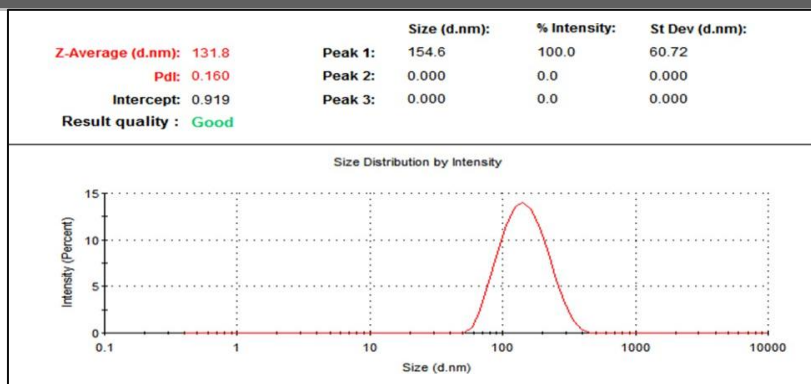 Size (d.nm): % Intensity: St Dev (d.nm):
Z-Average (d.nm): 131.8 Peak 1: 154.6 100.0 60.72
PdI: 0.160 Peak 2: 0.000 0.0 0.000
Intercept: 0.919 Peak 3: 0.000 0.0 0.000
Result quality : Good
Size Distribution by Intensity
Intensity (Percent)
15
10
5
0
0.1 1 10 100 1000 10000
Size (d.nm)